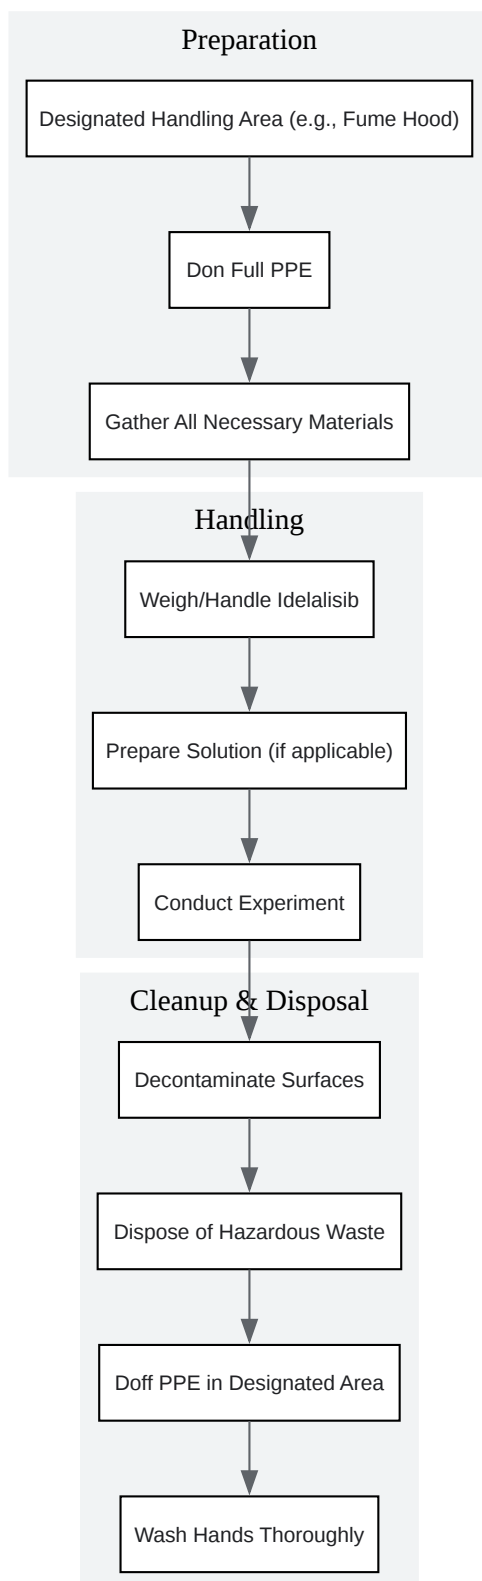 Preparation
Designated Handling Area (e.g., Fume Hood)
Don Full PPE
Gather All Necessary Materials
Handling
Weigh/Handle Idelalisib
Prepare Solution (if applicable)
Conduct Experiment
Cleanup & Disposal
Decontaminate Surfaces
Dispose of Hazardous Waste
Doff PPE in Designated Area
Wash Hands Thoroughly